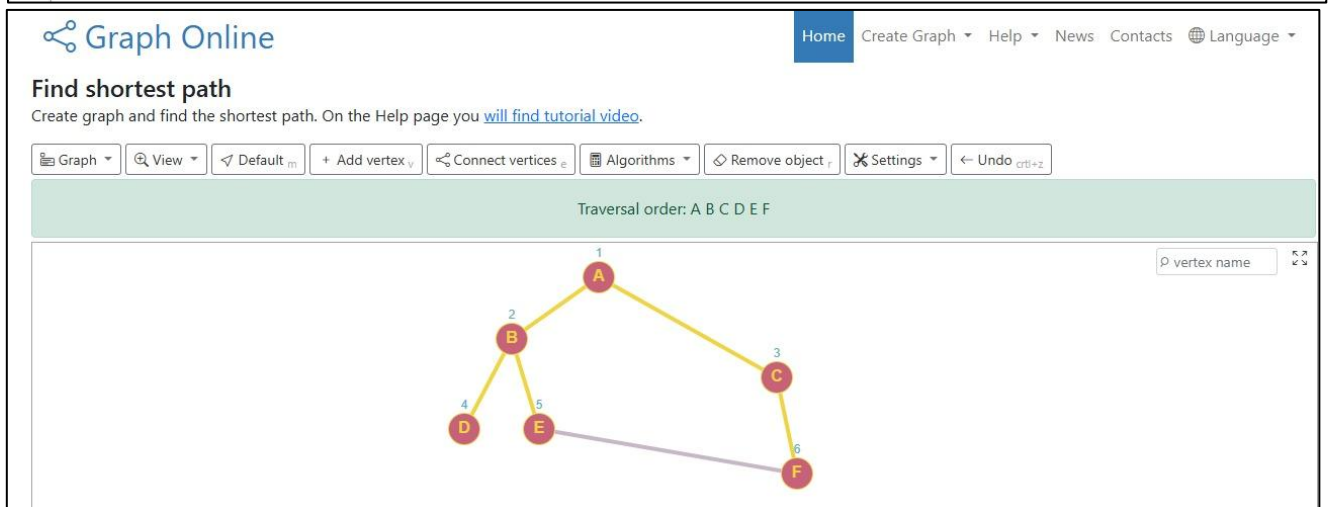 Graph Online
Home Create Graph Help News Contacts Language
Find shortest path
Create graph and find the shortest path. On the Help page you will find tutorial video.
Graph View Default m + Add vertex v Connect vertices e Algorithms Remove object r Settings ← Undo crtl+z
Traversal order: A B C D E F
vertex name
1
A
2
B
3
C
4 5
D E
6
F